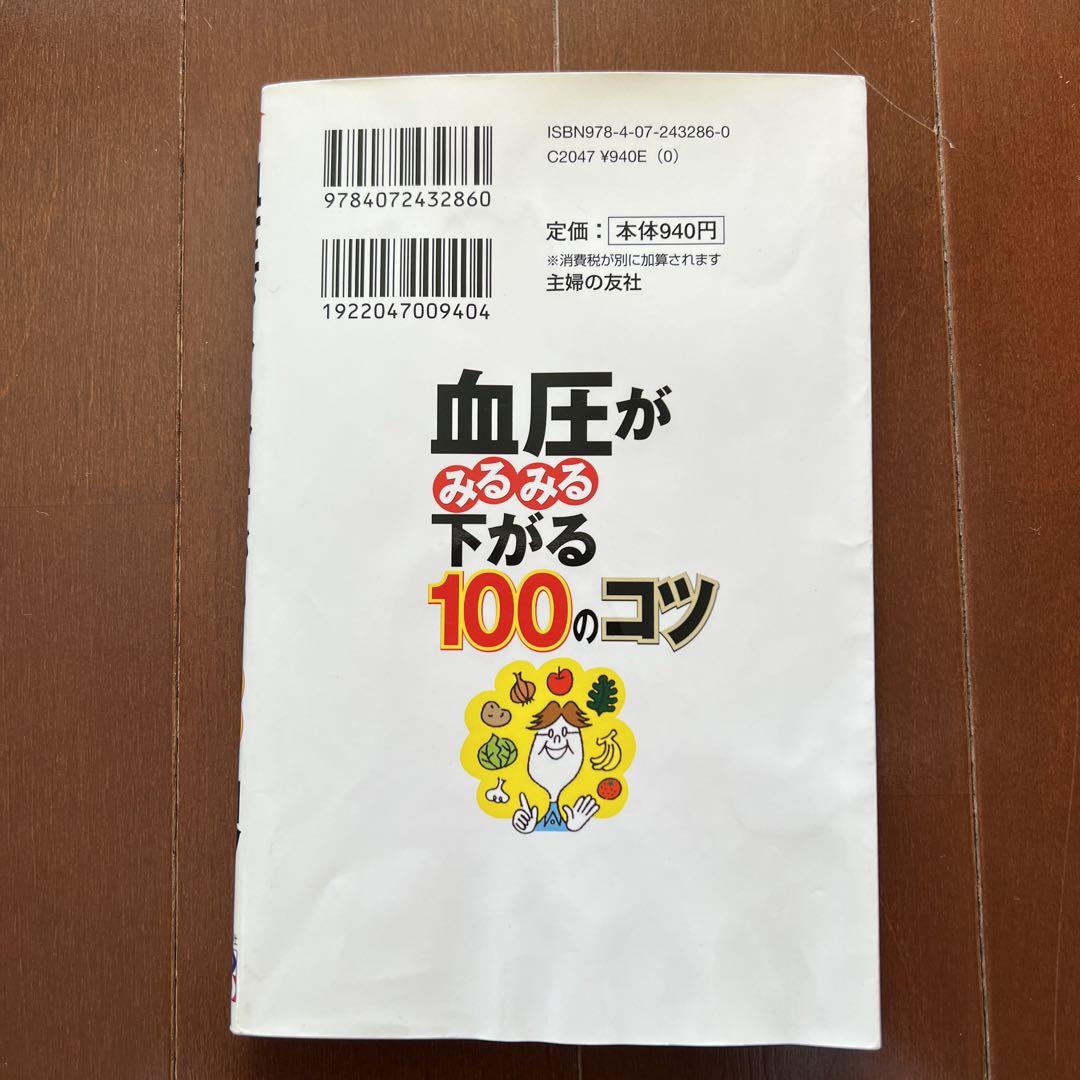 ISBN978-4-07-243286-0
C2047 ¥940E (0)
9784072432860
定価：本体940円
※消費税が別に加算されます
主婦の友社
1922047009404
血圧が
みるみる
下がる
100のコツ